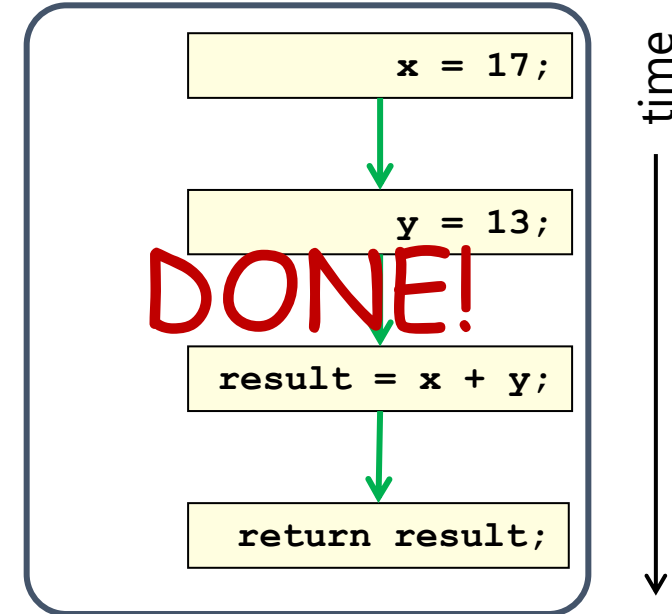 x = 17;
time
y = 13;
DONE!
result = x + y;
return result;